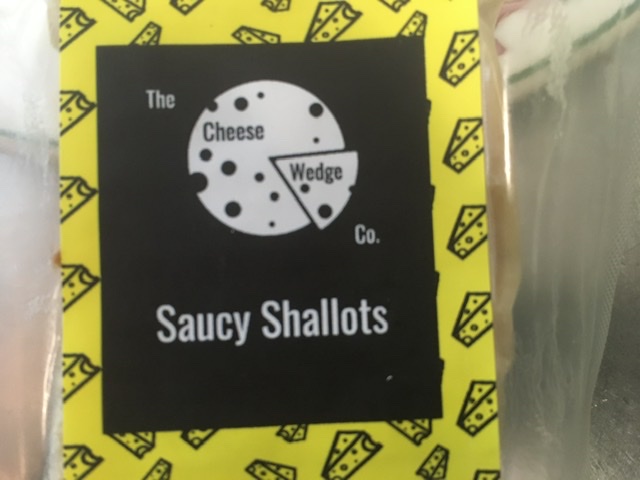 The
Cheese
Wedge
Co.
Saucy Shallots